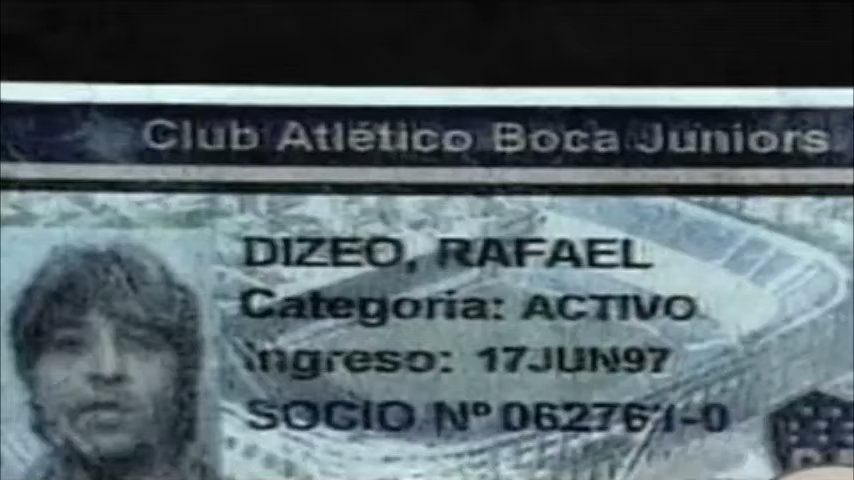 Club Atlético Boca Juniors
DIZEO, RAFAEL
Categoria: ACTIVO
Ingreso: 17JUN97
SOCIO Nº